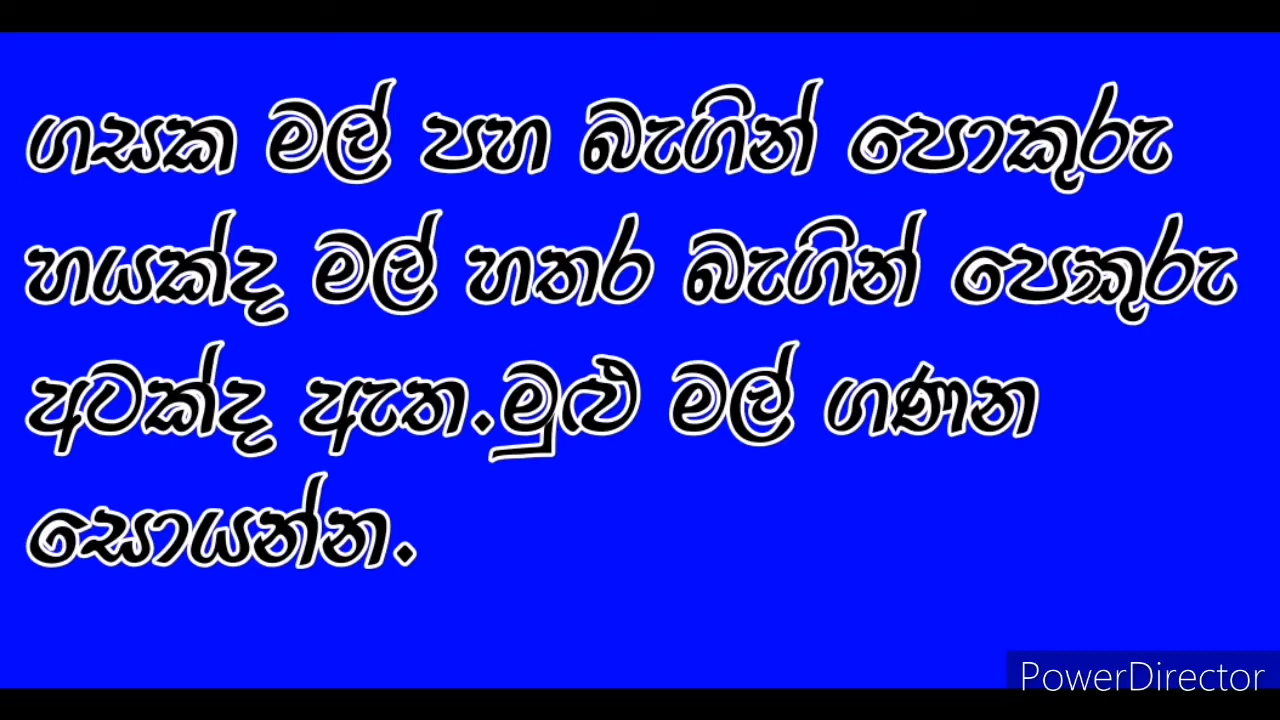 ගසක මල් පහ බැගින් පොකුරු
හයක්ද මල් හතර බැගින් පොකුරු
අටක්ද ඇත.මුළු මල් ගණන
සොයන්න.
PowerDirector